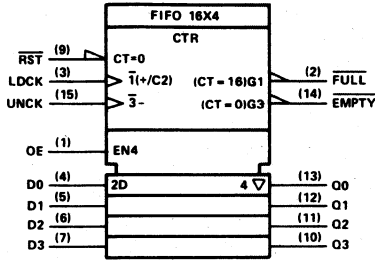 FIFO 16X4
CTR
RST (9) CT=0
LDCK (3) 1(+/C2) (CT = 16)G1 (2) FULL
UNCK (15) 3− (CT = 0)G3 (14) EMPTY
OE (1) EN4
D0 (4) 2D 4 ▽ (13) Q0
D1 (5) (12) Q1
D2 (6) (11) Q2
D3 (7) (10) Q3